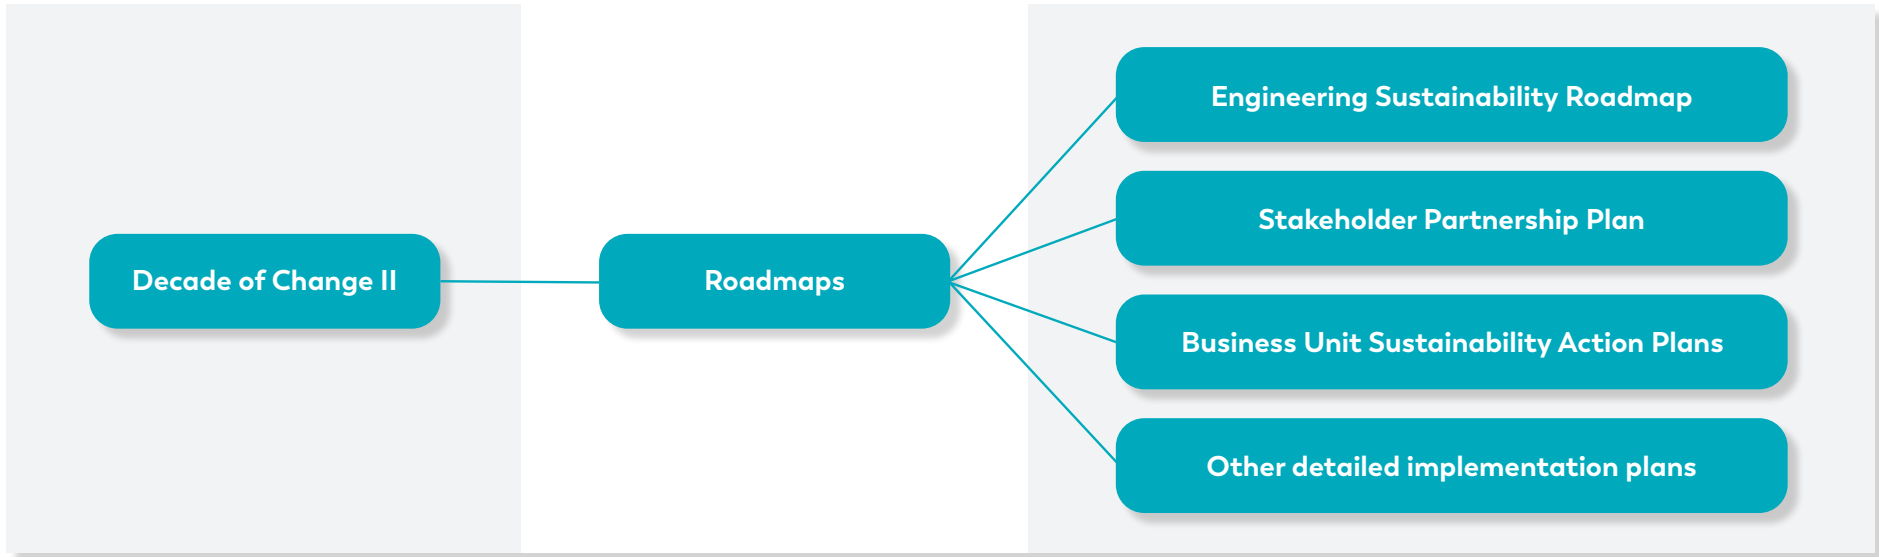 Decade of Change II
Roadmaps
Engineering Sustainability Roadmap
Stakeholder Partnership Plan
Business Unit Sustainability Action Plans
Other detailed implementation plans